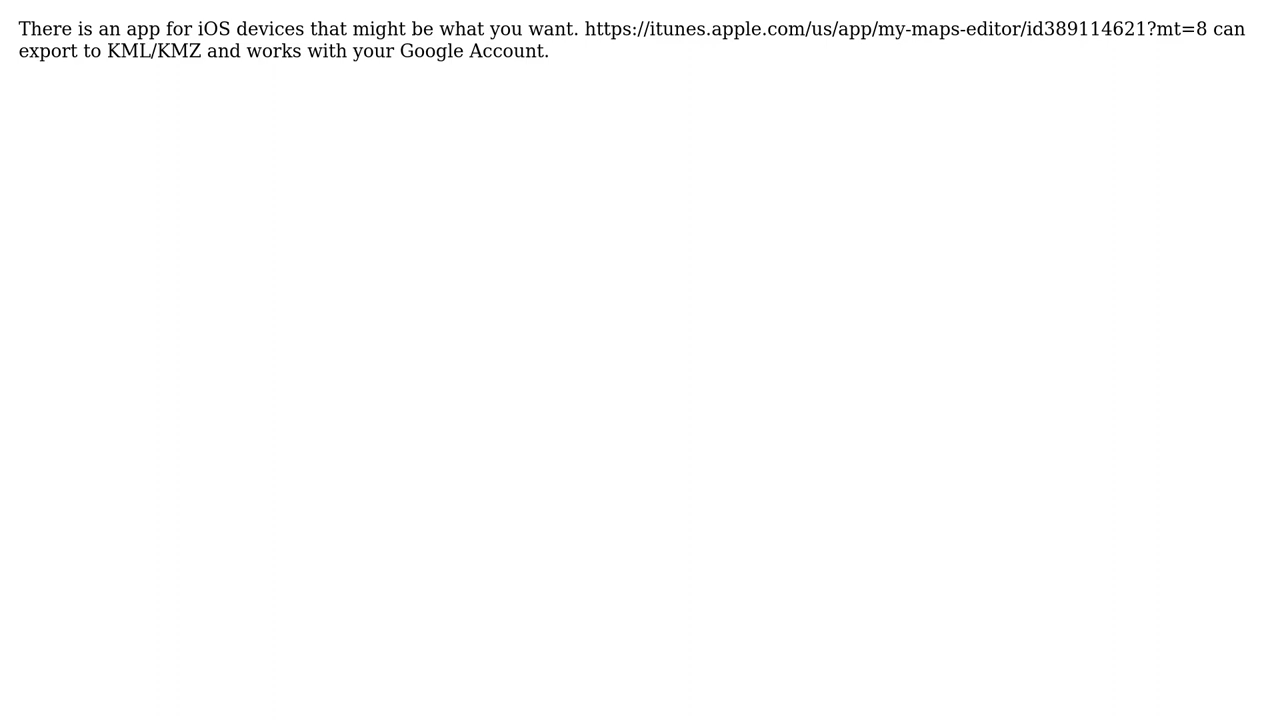 There is an app for iOS devices that might be what you want. https://itunes.apple.com/us/app/my-maps-editor/id389114621?mt=8 can
export to KML/KMZ and works with your Google Account.